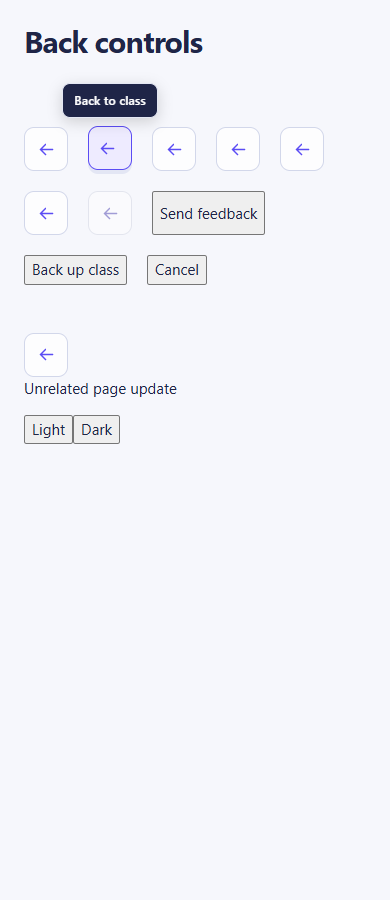 Back controls
Back to class
Send feedback
Back up class
Cancel
Unrelated page update
Light
Dark